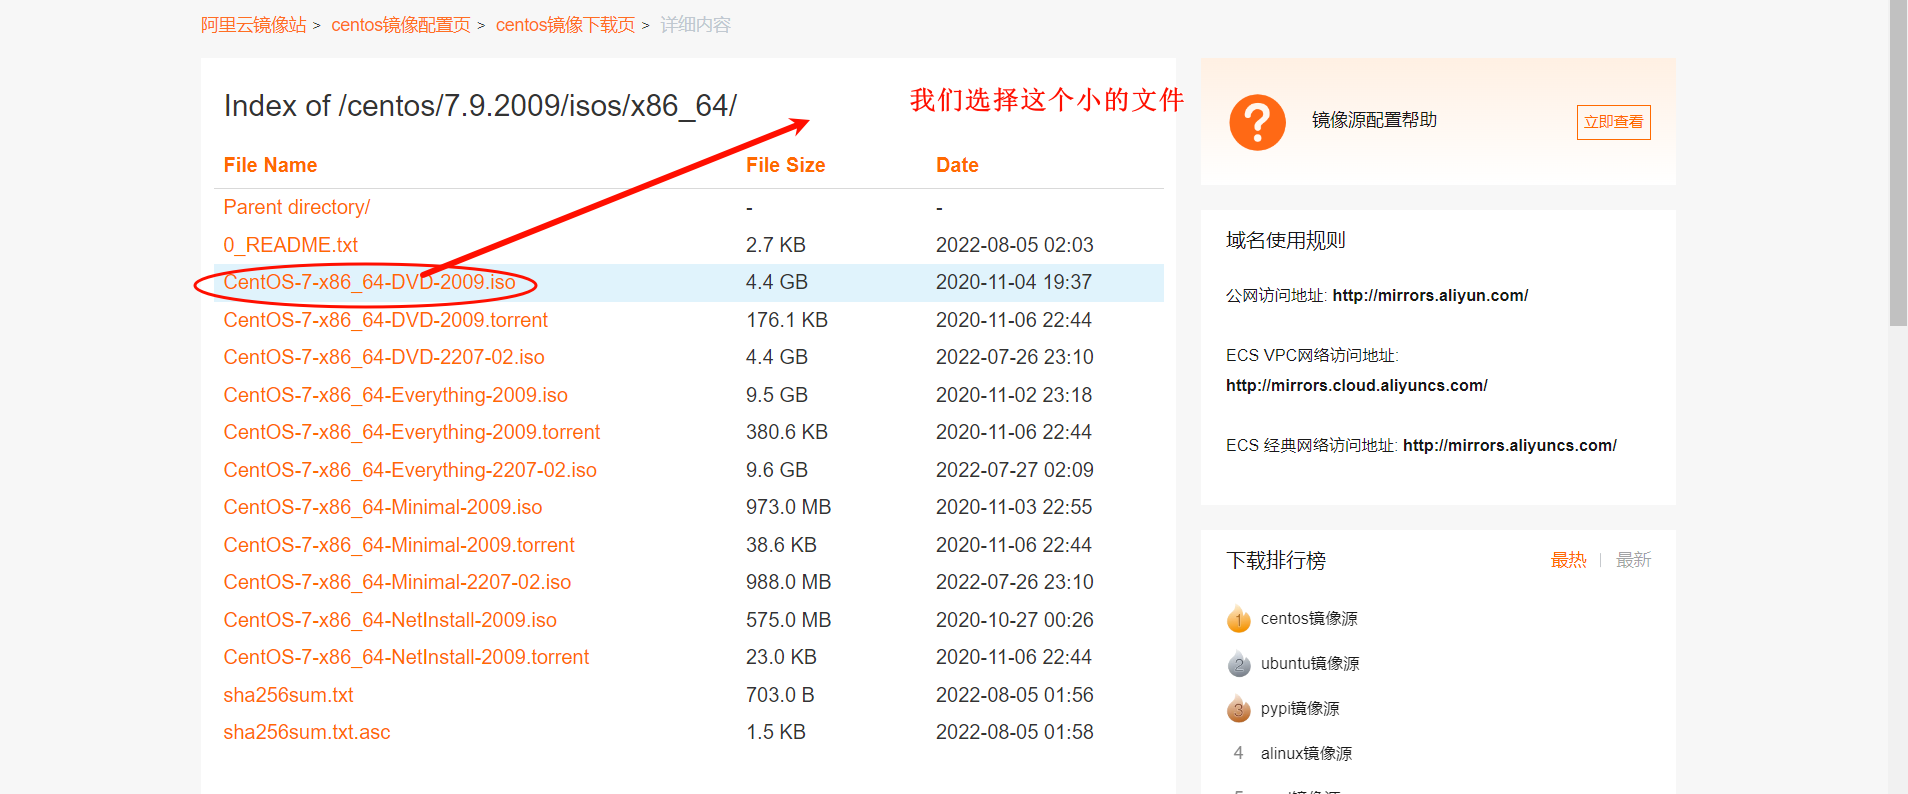 阿里云镜像站 > centos镜像配置页 > centos镜像下载页 > 详细内容
Index of /centos/7.9.2009/isos/x86_64/
我们选择这个小的文件
File Name File Size Date
Parent directory/ - -
0_README.txt 2.7 KB 2022-08-05 02:03
CentOS-7-x86_64-DVD-2009.iso 4.4 GB 2020-11-04 19:37
CentOS-7-x86_64-DVD-2009.torrent 176.1 KB 2020-11-06 22:44
CentOS-7-x86_64-DVD-2207-02.iso 4.4 GB 2022-07-26 23:10
CentOS-7-x86_64-Everything-2009.iso 9.5 GB 2020-11-02 23:18
CentOS-7-x86_64-Everything-2009.torrent 380.6 KB 2020-11-06 22:44
CentOS-7-x86_64-Everything-2207-02.iso 9.6 GB 2022-07-27 02:09
CentOS-7-x86_64-Minimal-2009.iso 973.0 MB 2020-11-03 22:55
CentOS-7-x86_64-Minimal-2009.torrent 38.6 KB 2020-11-06 22:44
CentOS-7-x86_64-Minimal-2207-02.iso 988.0 MB 2022-07-26 23:10
CentOS-7-x86_64-NetInstall-2009.iso 575.0 MB 2020-10-27 00:26
CentOS-7-x86_64-NetInstall-2009.torrent 23.0 KB 2020-11-06 22:44
sha256sum.txt 703.0 B 2022-08-05 01:56
sha256sum.txt.asc 1.5 KB 2022-08-05 01:58
? 镜像源配置帮助 立即查看
域名使用规则
公网访问地址: http://mirrors.aliyun.com/
ECS VPC网络访问地址:
http://mirrors.cloud.aliyuncs.com/
ECS 经典网络访问地址: http://mirrors.aliyuncs.com/
下载排行榜 最热 | 最新
1 centos镜像源
2 ubuntu镜像源
3 pypi镜像源
4 alinux镜像源